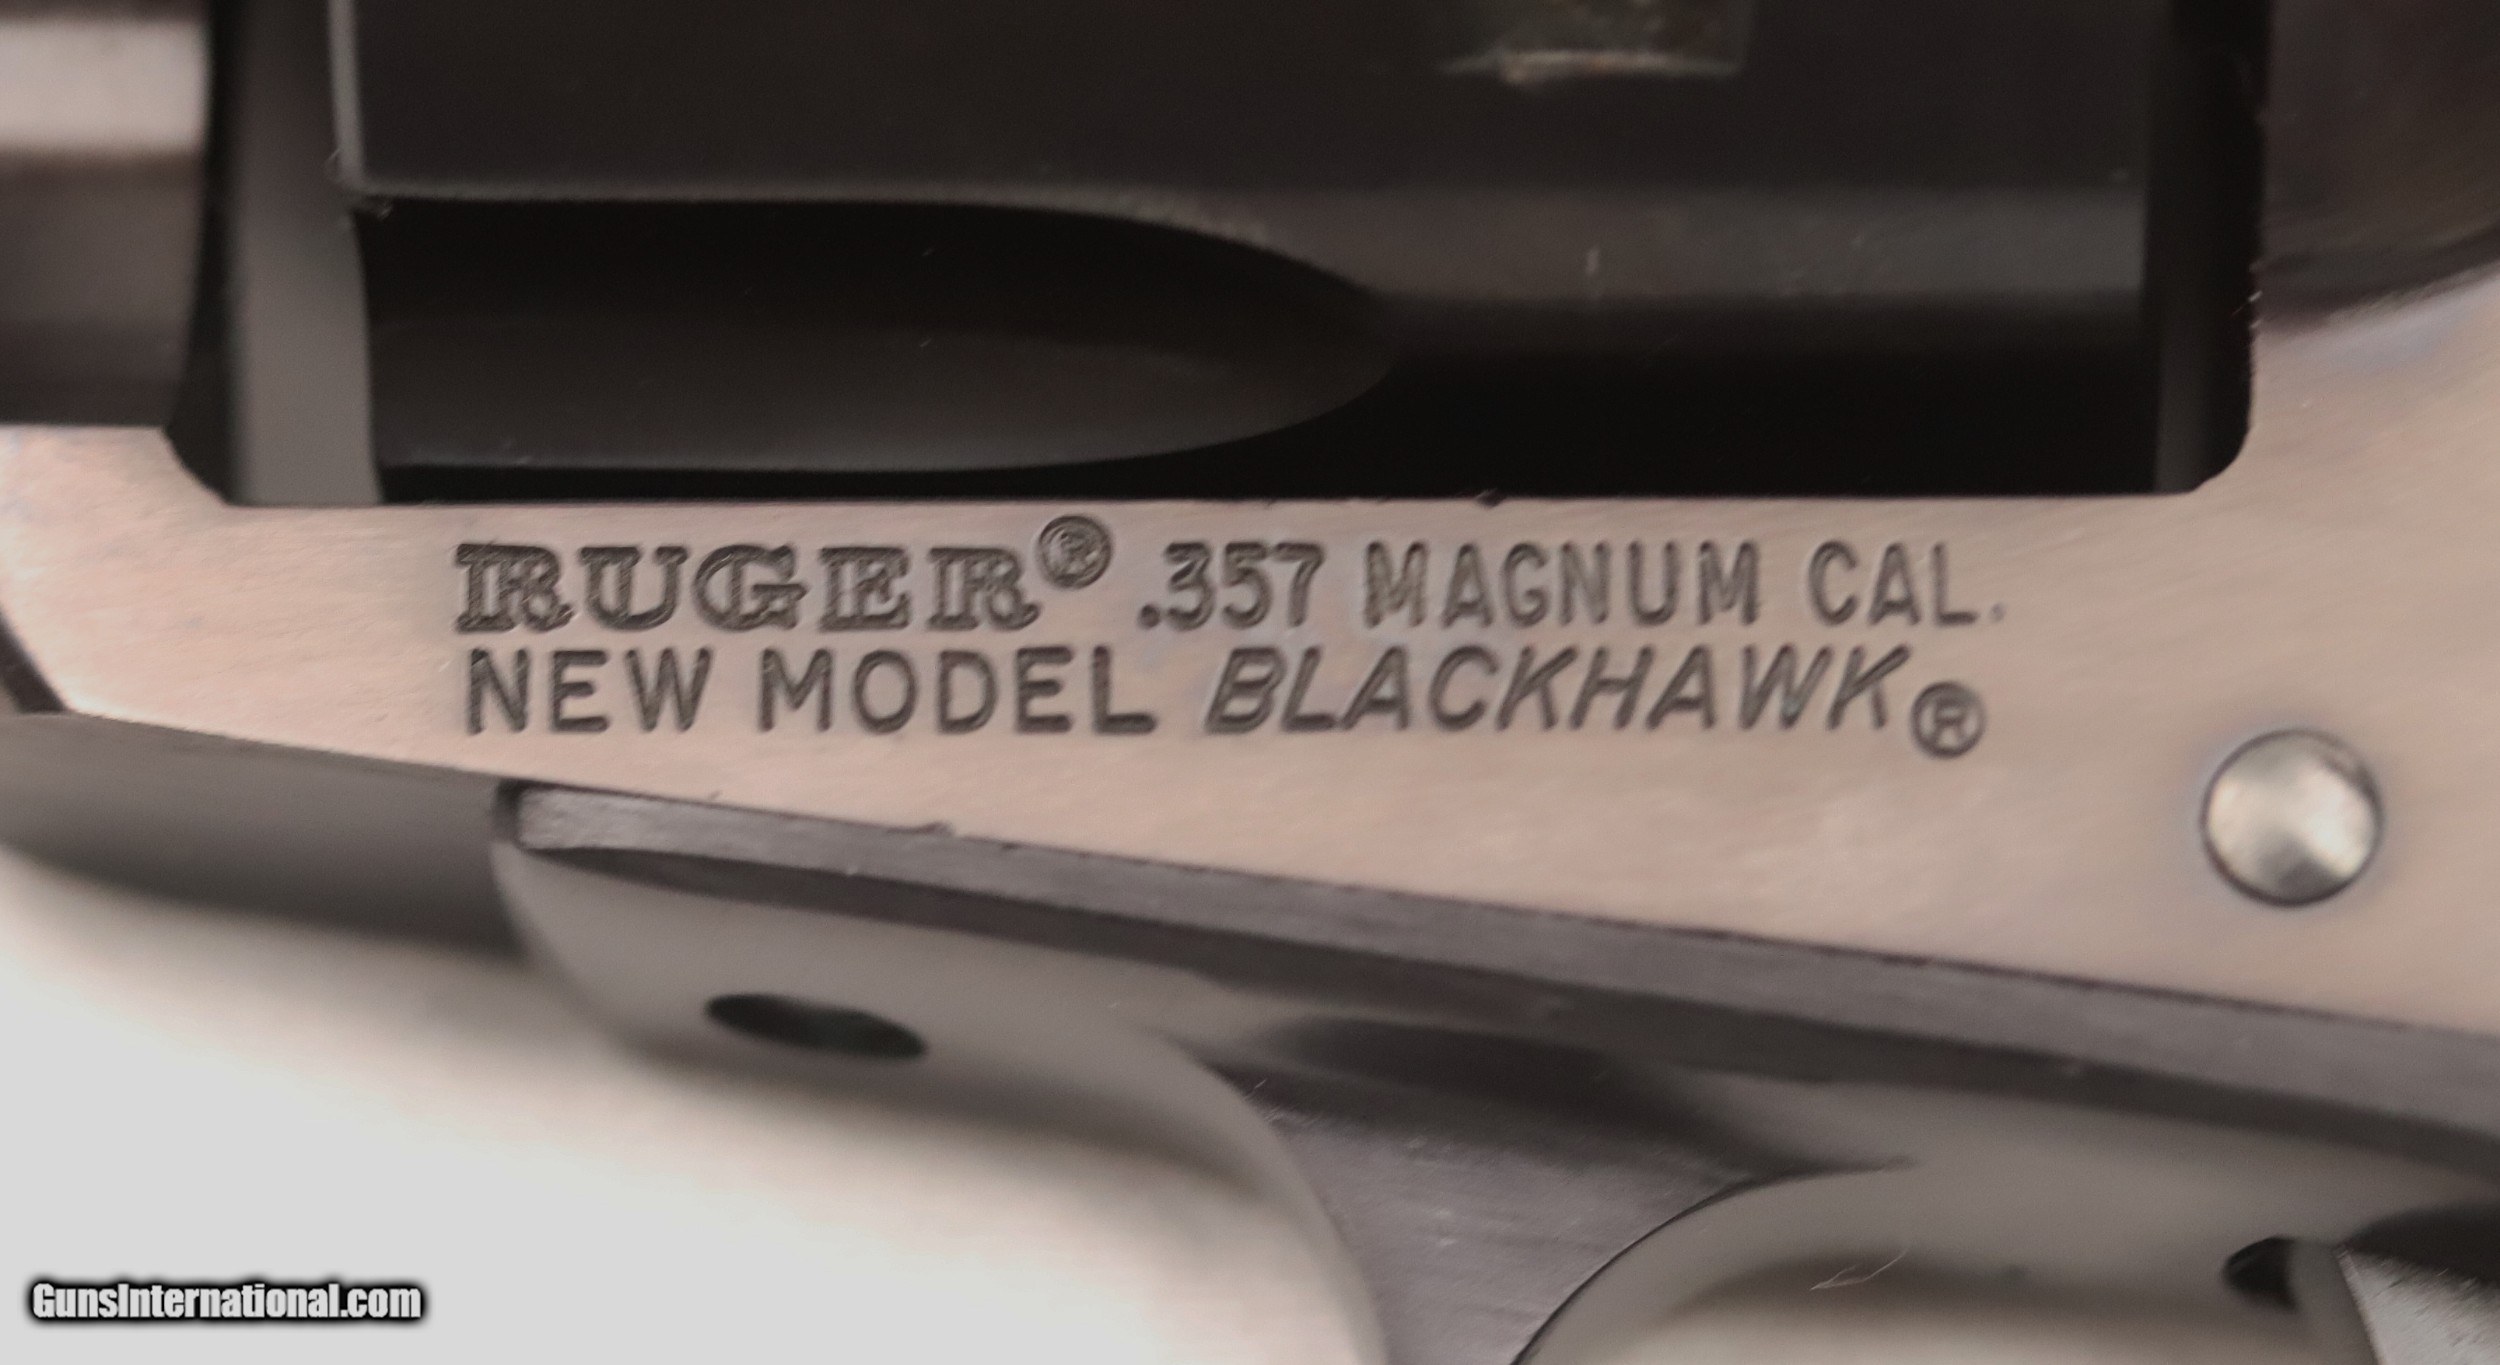 RUGER® .357 MAGNUM CAL.
NEW MODEL BLACKHAWK®
GunsInternational.com